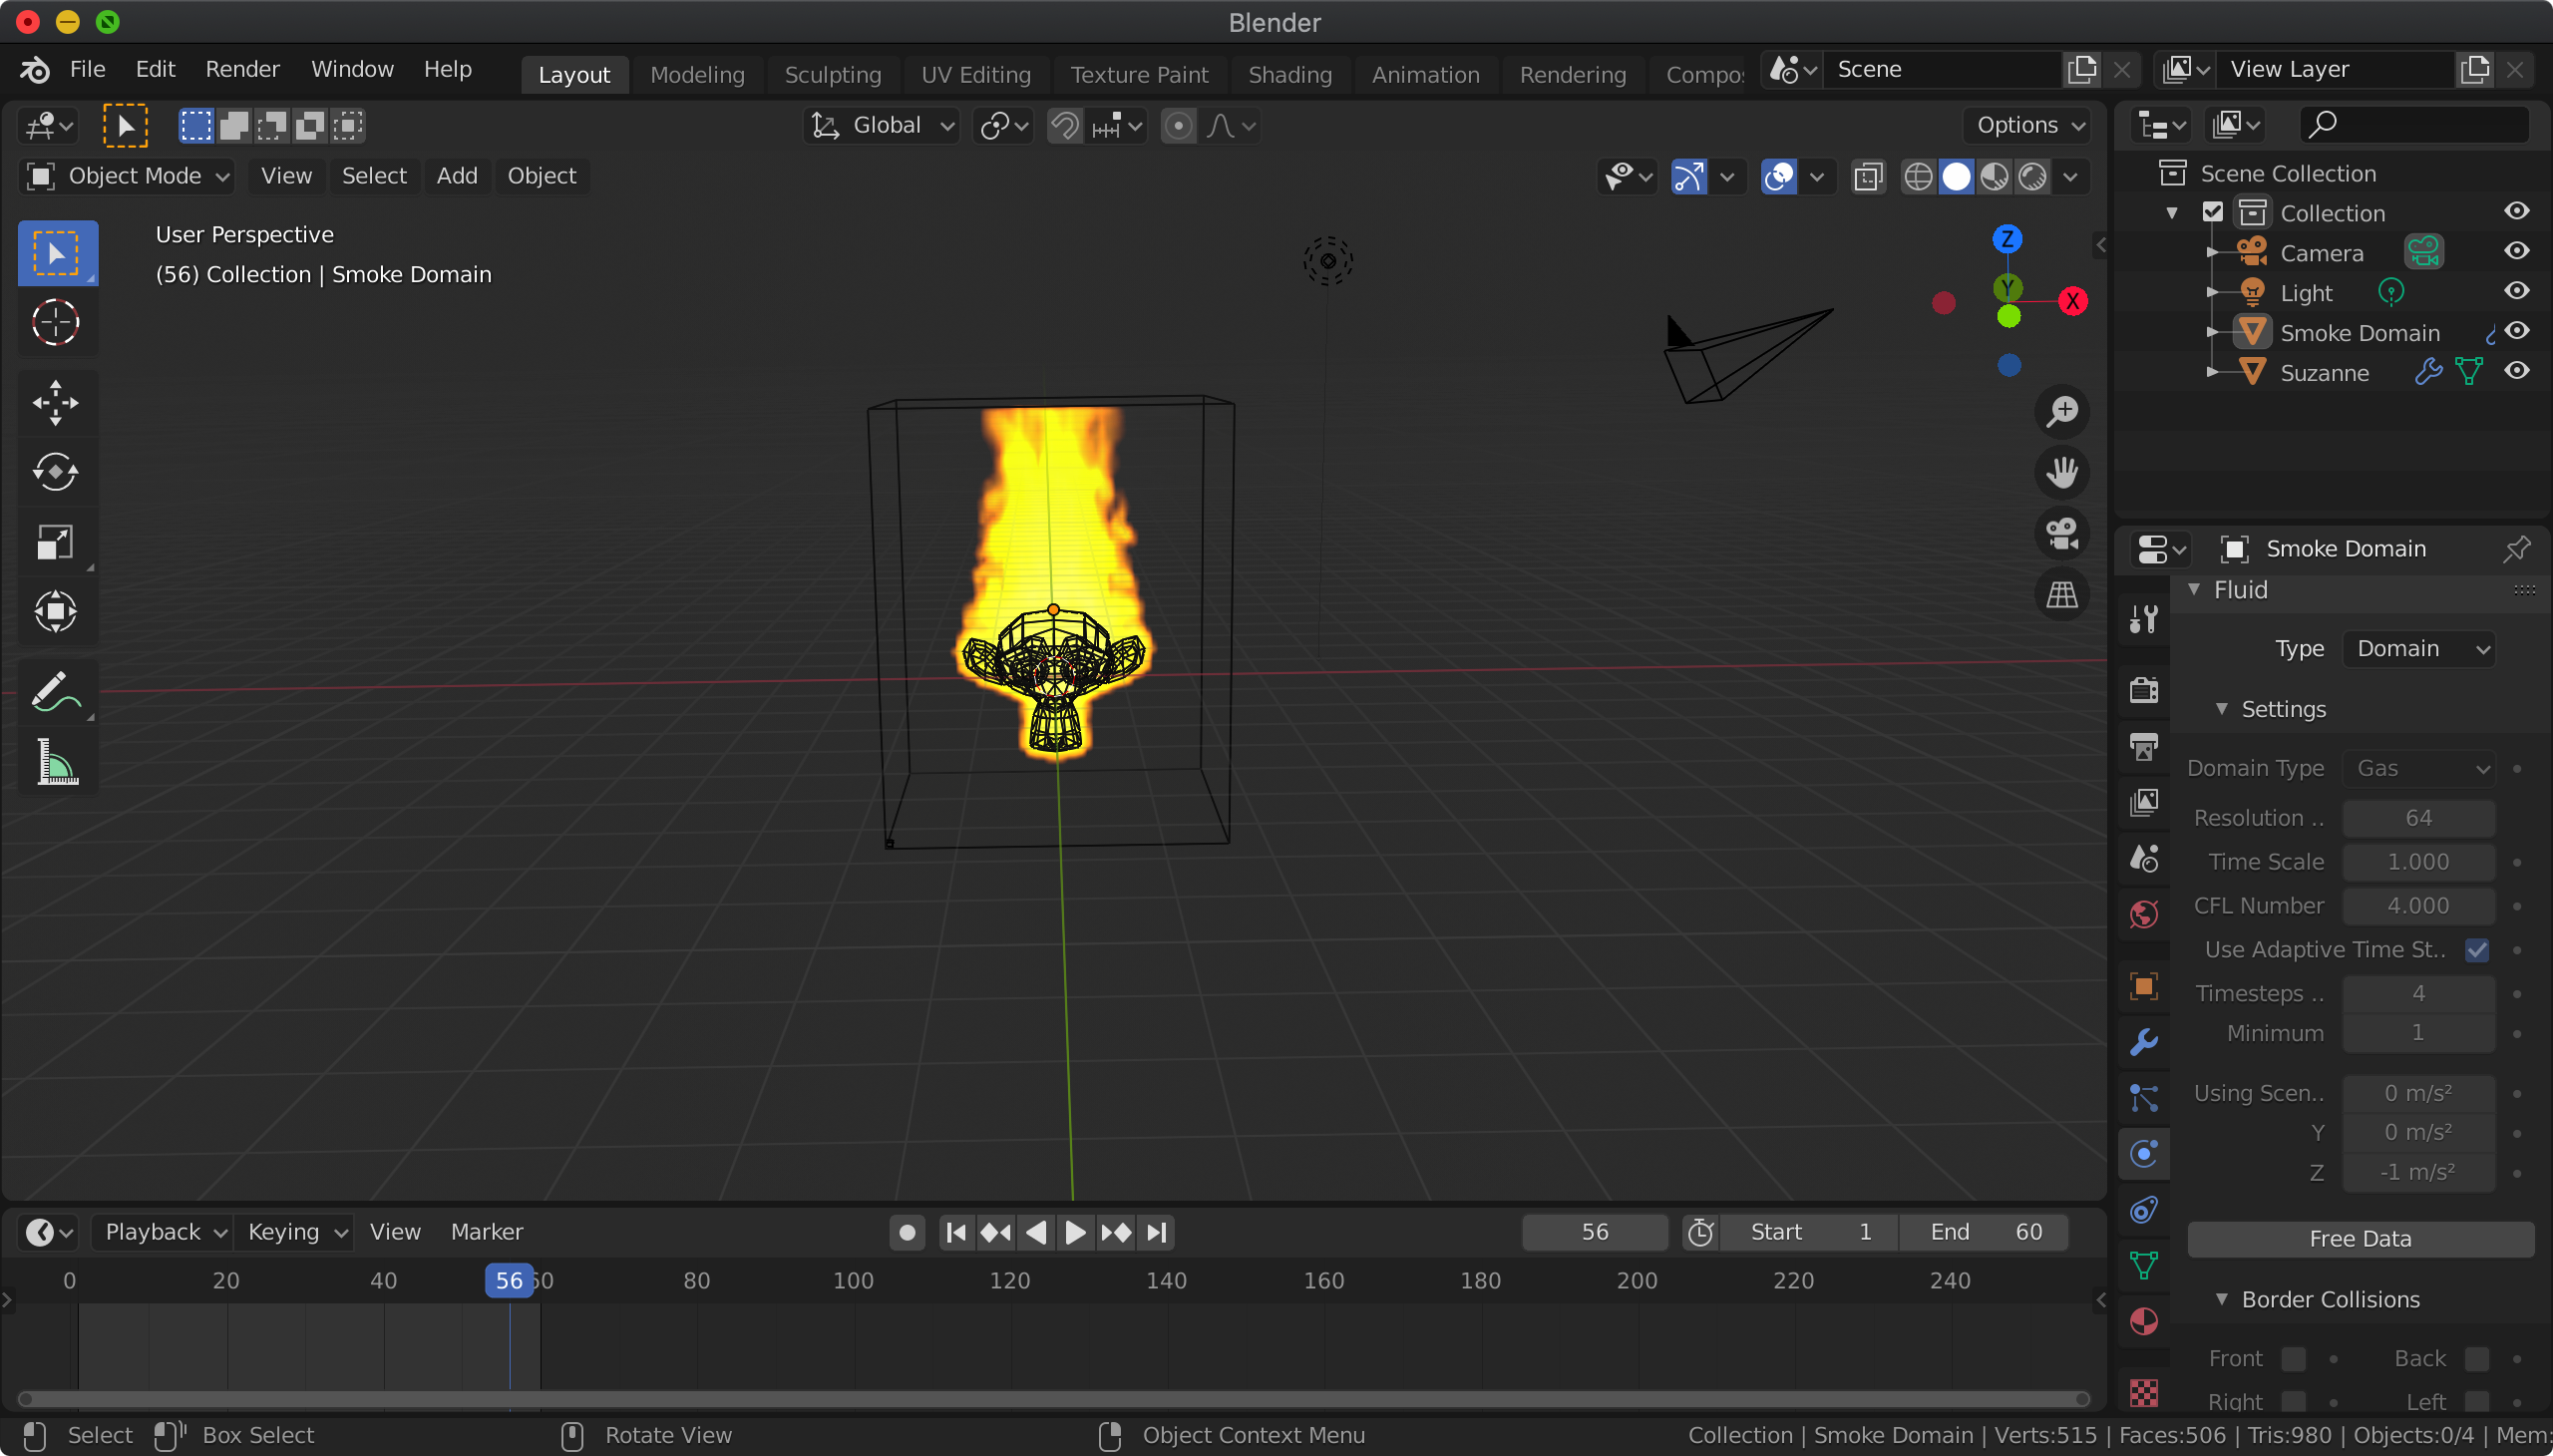 Blender
File Edit Render Window Help
Layout Modeling Sculpting UV Editing Texture Paint Shading Animation Rendering Compos
Scene
View Layer
Global
Options
Object Mode View Select Add Object
User Perspective
(56) Collection | Smoke Domain
Z
Y
X
Scene Collection
Collection
Camera
Light
Smoke Domain
Suzanne
Smoke Domain
Fluid
Type Domain
Settings
Domain Type Gas
Resolution .. 64
Time Scale 1.000
CFL Number 4.000
Use Adaptive Time St..
Timesteps .. 4
Minimum 1
Using Scen.. 0 m/s²
Y 0 m/s²
Z -1 m/s²
Free Data
Border Collisions
Front Back
Right Left
Playback Keying View Marker
56 Start 1 End 60
0 20 40 56 60 80 100 120 140 160 180 200 220 240
Select Box Select Rotate View Object Context Menu
Collection | Smoke Domain | Verts:515 | Faces:506 | Tris:980 | Objects:0/4 | Mem: